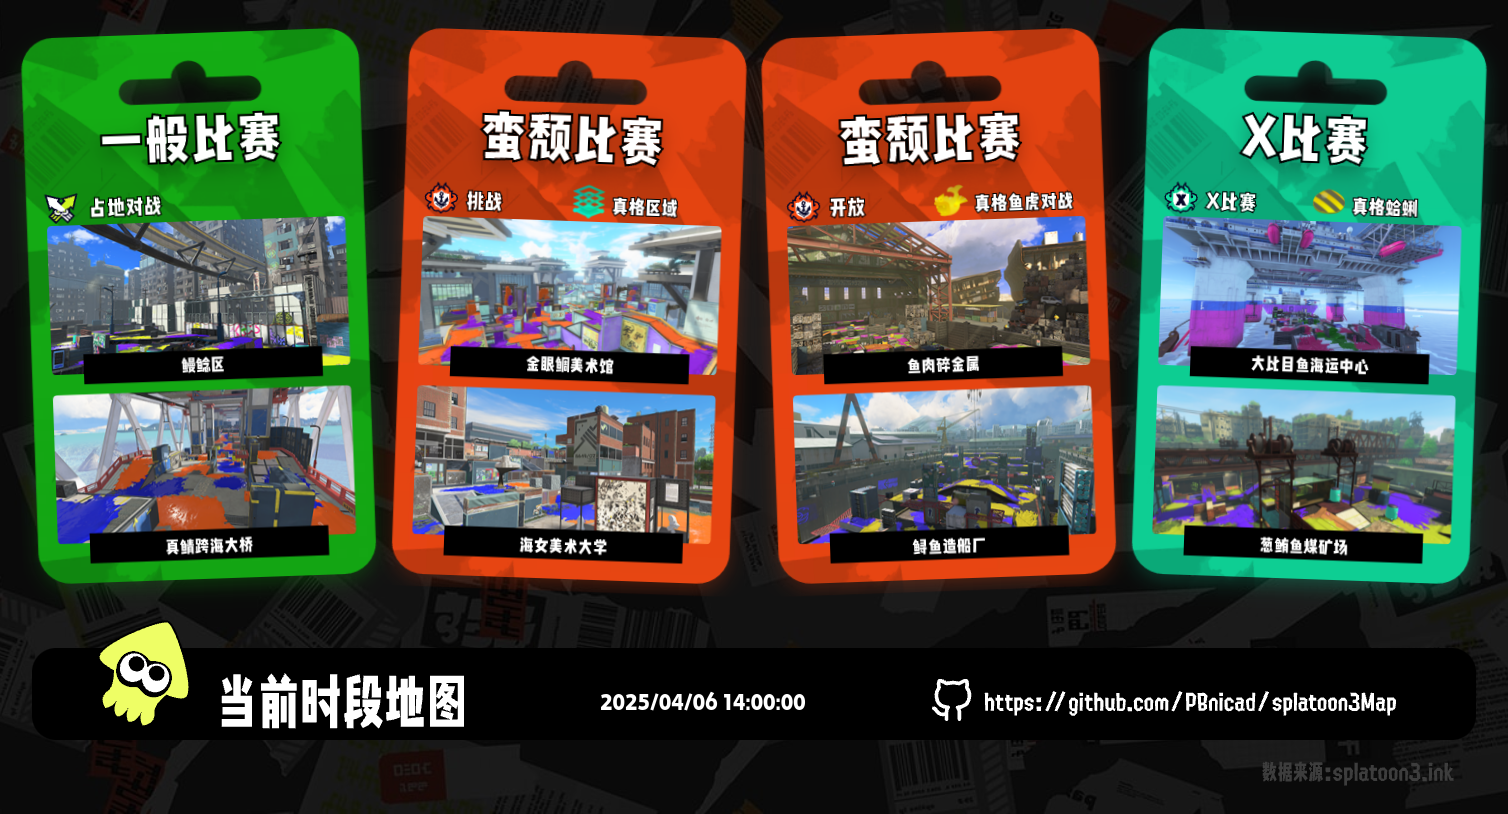 一般比赛
占地对战
鳗鲶区
真鲭跨海大桥
蛮颓比赛
挑战
真格区域
金眼鲷美术馆
海女美术大学
蛮颓比赛
开放
真格鱼虎对战
鱼肉碎金属
鲟鱼造船厂
X比赛
X比赛
真格蛤蜊
大比目鱼海运中心
葱鲔鱼煤矿场
当前时段地图
2025/04/06 14:00:00
https://github.com/PBnicad/splatoon3Map
数据来源:splatoon3.ink